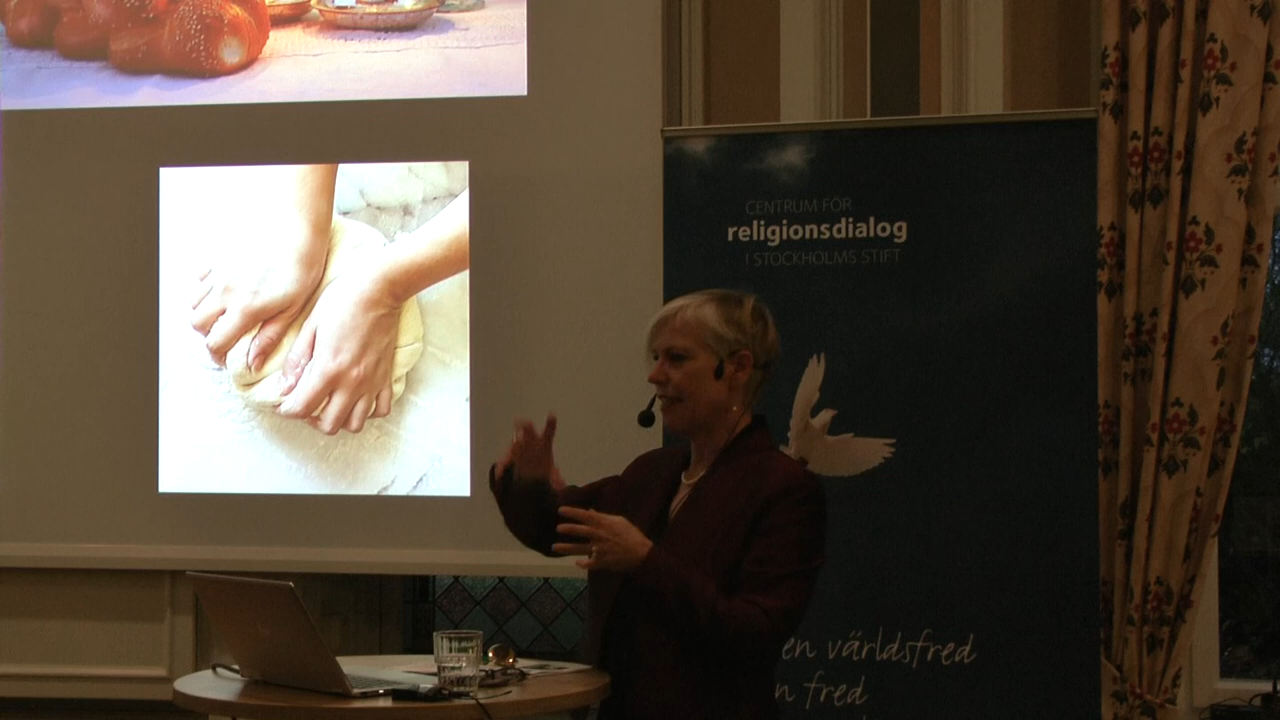 CENTRUM FÖR
religionsdialog
I STOCKHOLMS STIFT
en världsfred
n fred